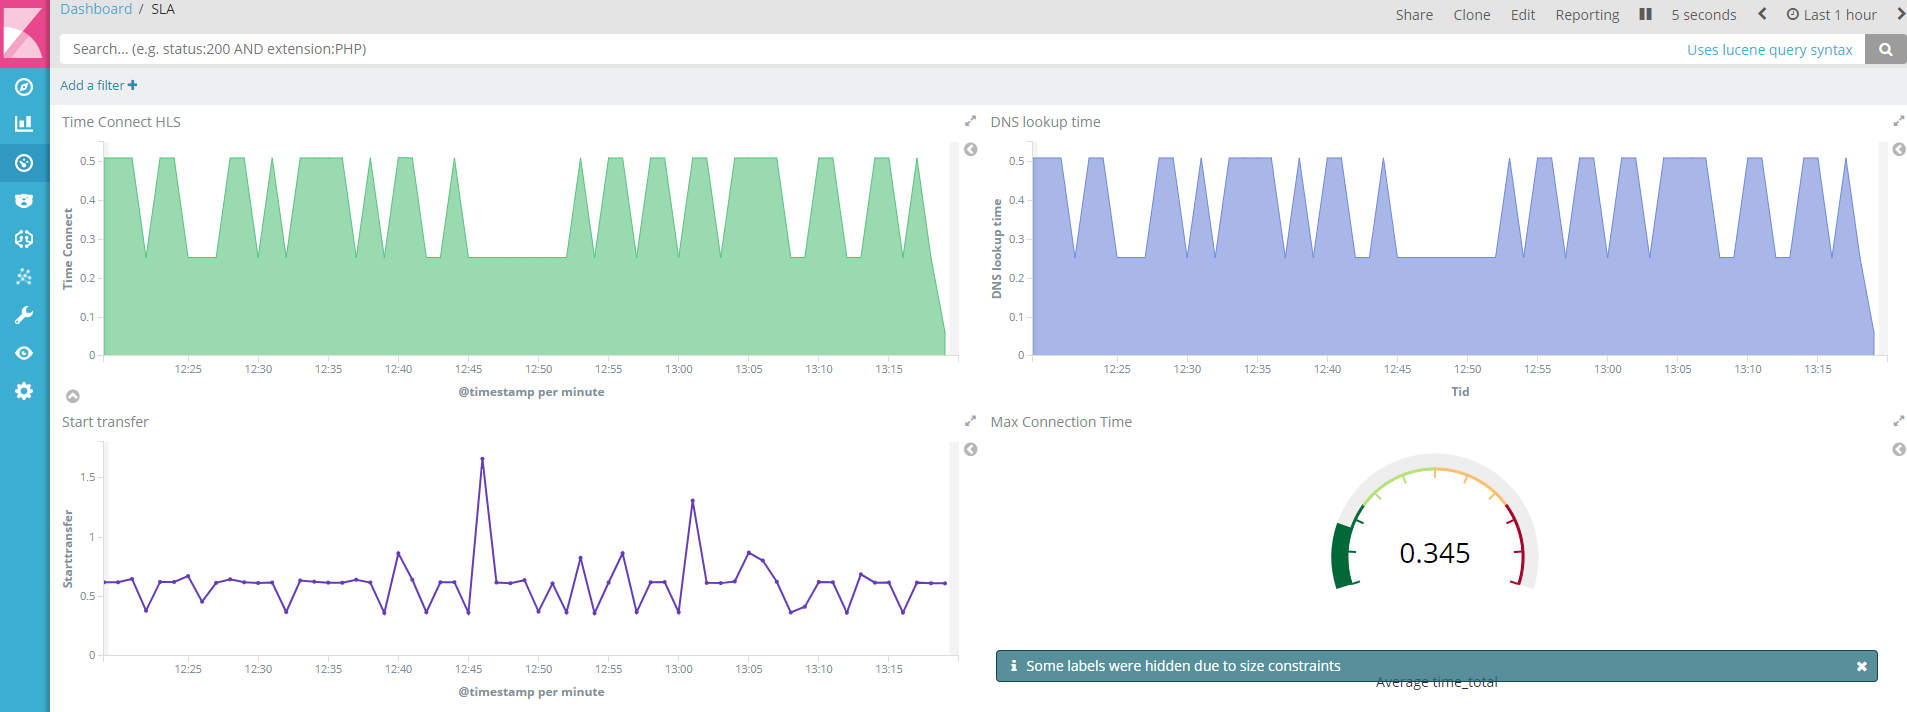 Dashboard / SLA
Share Clone Edit Reporting 5 seconds Last 1 hour
Search... (e.g. status:200 AND extension:PHP) Uses lucene query syntax
Add a filter +
Time Connect HLS
Time Connect
0.5
0.4
0.3
0.2
0.1
0
12:25 12:30 12:35 12:40 12:45 12:50 12:55 13:00 13:05 13:10 13:15
@timestamp per minute
DNS lookup time
DNS lookup time
0.5
0.4
0.3
0.2
0.1
0
12:25 12:30 12:35 12:40 12:45 12:50 12:55 13:00 13:05 13:10 13:15
Tid
Start transfer
Starttransfer
1.5
1
0.5
0
12:25 12:30 12:35 12:40 12:45 12:50 12:55 13:00 13:05 13:10 13:15
@timestamp per minute
Max Connection Time
0.345
Some labels were hidden due to size constraints
Average time_total